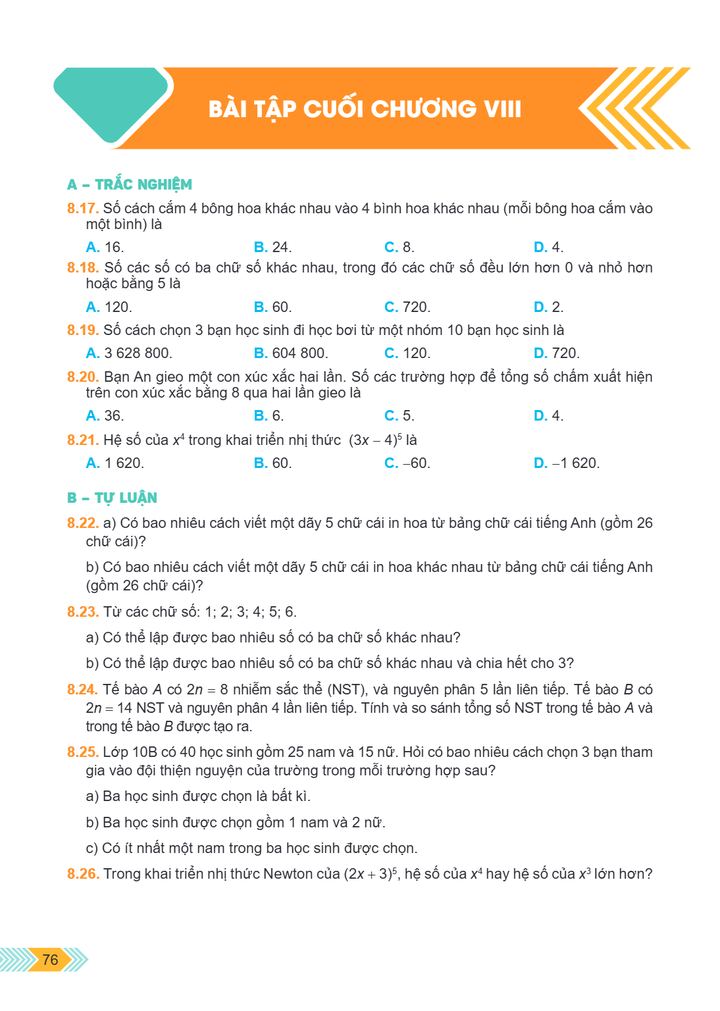 BÀI TẬP CUỐI CHƯƠNG VIII
A – TRẮC NGHIỆM
8.17. Số cách cắm 4 bông hoa khác nhau vào 4 bình hoa khác nhau (mỗi bông hoa cắm vào
một bình) là
A. 16. B. 24. C. 8. D. 4.
8.18. Số các số có ba chữ số khác nhau, trong đó các chữ số đều lớn hơn 0 và nhỏ hơn
hoặc bằng 5 là
A. 120. B. 60. C. 720. D. 2.
8.19. Số cách chọn 3 bạn học sinh đi học bơi từ một nhóm 10 bạn học sinh là
A. 3 628 800. B. 604 800. C. 120. D. 720.
8.20. Bạn An gieo một con xúc xắc hai lần. Số các trường hợp để tổng số chấm xuất hiện
trên con xúc xắc bằng 8 qua hai lần gieo là
A. 36. B. 6. C. 5. D. 4.
8.21. Hệ số của x⁴ trong khai triển nhị thức (3x – 4)⁵ là
A. 1 620. B. 60. C. –60. D. –1 620.
B – TỰ LUẬN
8.22. a) Có bao nhiêu cách viết một dãy 5 chữ cái in hoa từ bảng chữ cái tiếng Anh (gồm 26
chữ cái)?
b) Có bao nhiêu cách viết một dãy 5 chữ cái in hoa khác nhau từ bảng chữ cái tiếng Anh
(gồm 26 chữ cái)?
8.23. Từ các chữ số: 1; 2; 3; 4; 5; 6.
a) Có thể lập được bao nhiêu số có ba chữ số khác nhau?
b) Có thể lập được bao nhiêu số có ba chữ số khác nhau và chia hết cho 3?
8.24. Tế bào A có 2n = 8 nhiễm sắc thể (NST), và nguyên phân 5 lần liên tiếp. Tế bào B có
2n = 14 NST và nguyên phân 4 lần liên tiếp. Tính và so sánh tổng số NST trong tế bào A và
trong tế bào B được tạo ra.
8.25. Lớp 10B có 40 học sinh gồm 25 nam và 15 nữ. Hỏi có bao nhiêu cách chọn 3 bạn tham
gia vào đội thiện nguyện của trường trong mỗi trường hợp sau?
a) Ba học sinh được chọn là bất kì.
b) Ba học sinh được chọn gồm 1 nam và 2 nữ.
c) Có ít nhất một nam trong ba học sinh được chọn.
8.26. Trong khai triển nhị thức Newton của (2x + 3)⁵, hệ số của x⁴ hay hệ số của x³ lớn hơn?
76